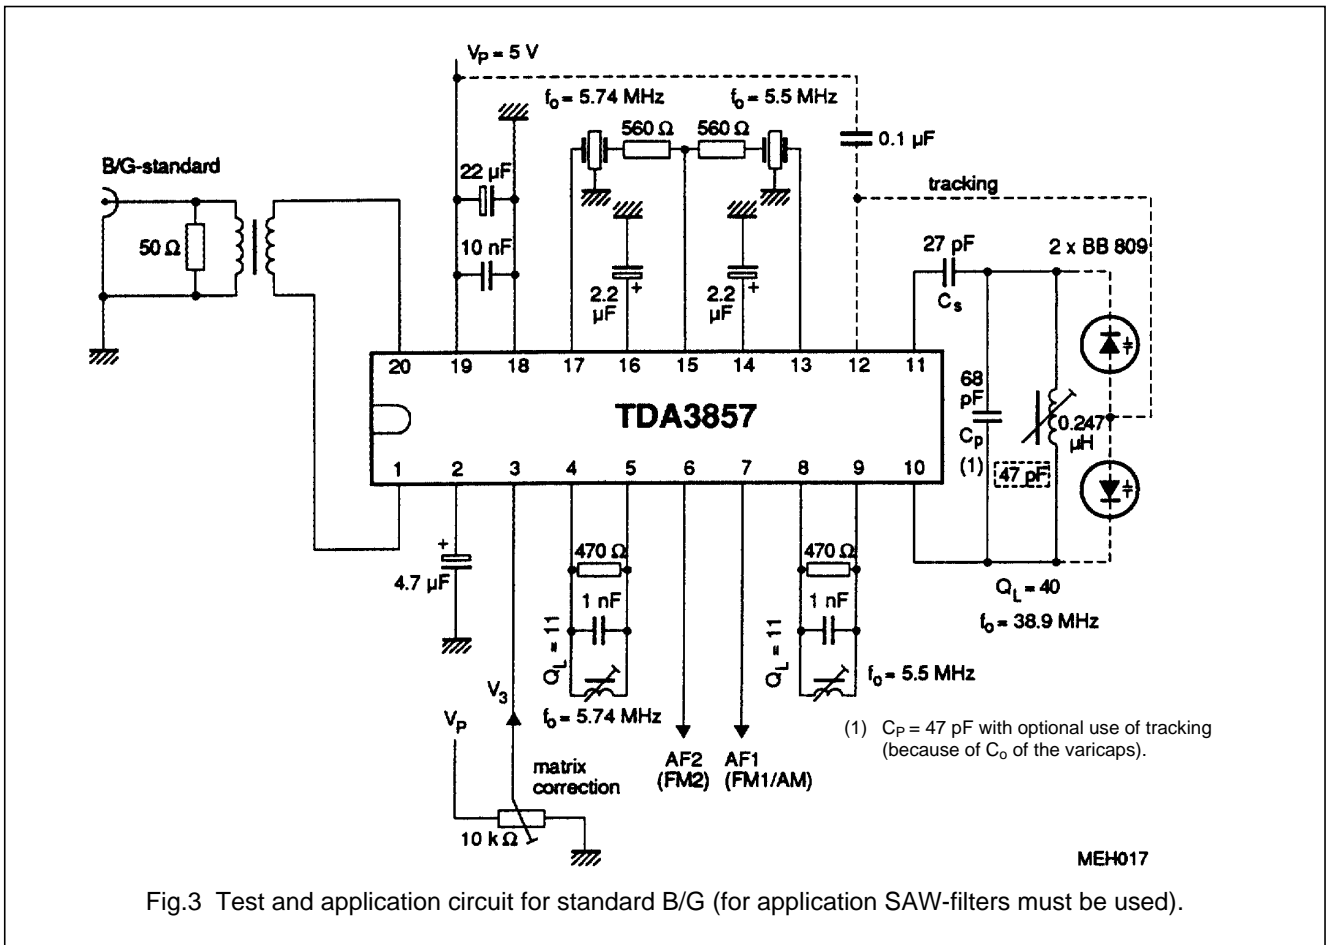 V_P = 5 V
f_o = 5.74 MHz
f_o = 5.5 MHz
560 Ω
560 Ω
0.1 µF
B/G-standard
22 µF
tracking
50 Ω
10 nF
27 pF
2 x BB 809
2.2 µF
+
2.2 µF
+
C_s
20
19
18
17
16
15
14
13
12
11
68 pF
TDA3857
C_p
(1)
0.247 µH
47 pF
1
2
3
4
5
6
7
8
9
10
+
4.7 µF
470 Ω
470 Ω
1 nF
1 nF
Q_L = 11
Q_L = 11
Q_L = 40
f_o = 38.9 MHz
f_o = 5.5 MHz
V_3
V_P
f_o = 5.74 MHz
(1) C_P = 47 pF with optional use of tracking
(because of C_o of the varicaps).
matrix
correction
AF2
(FM2)
AF1
(FM1/AM)
10 k Ω
MEH017
Fig.3 Test and application circuit for standard B/G (for application SAW-filters must be used).